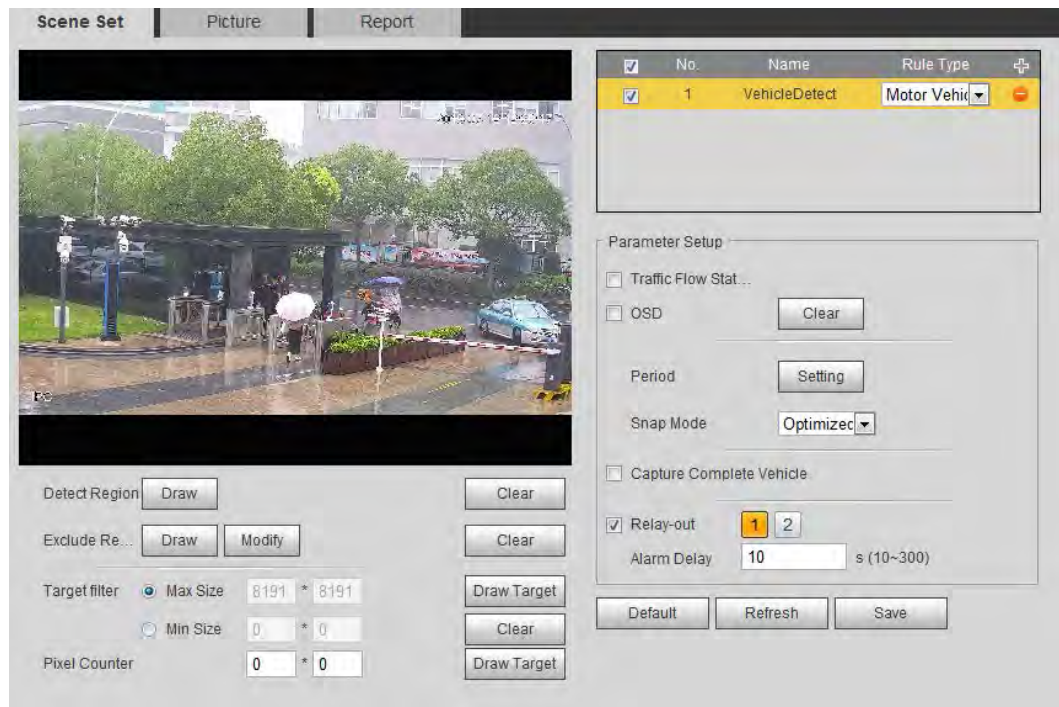 Scene Set Picture Report
No. Name Rule Type
1 VehicleDetect Motor Vehic
Parameter Setup
Traffic Flow Stat...
OSD Clear
Period Setting
Snap Mode Optimized
Capture Complete Vehicle
Relay-out 1 2
Alarm Delay 10 s (10~300)
Default Refresh Save
Detect Region Draw Clear
Exclude Re... Draw Modify Clear
Target filter Max Size 8191 * 8191 Draw Target
Min Size 0 * 0 Clear
Pixel Counter 0 * 0 Draw Target